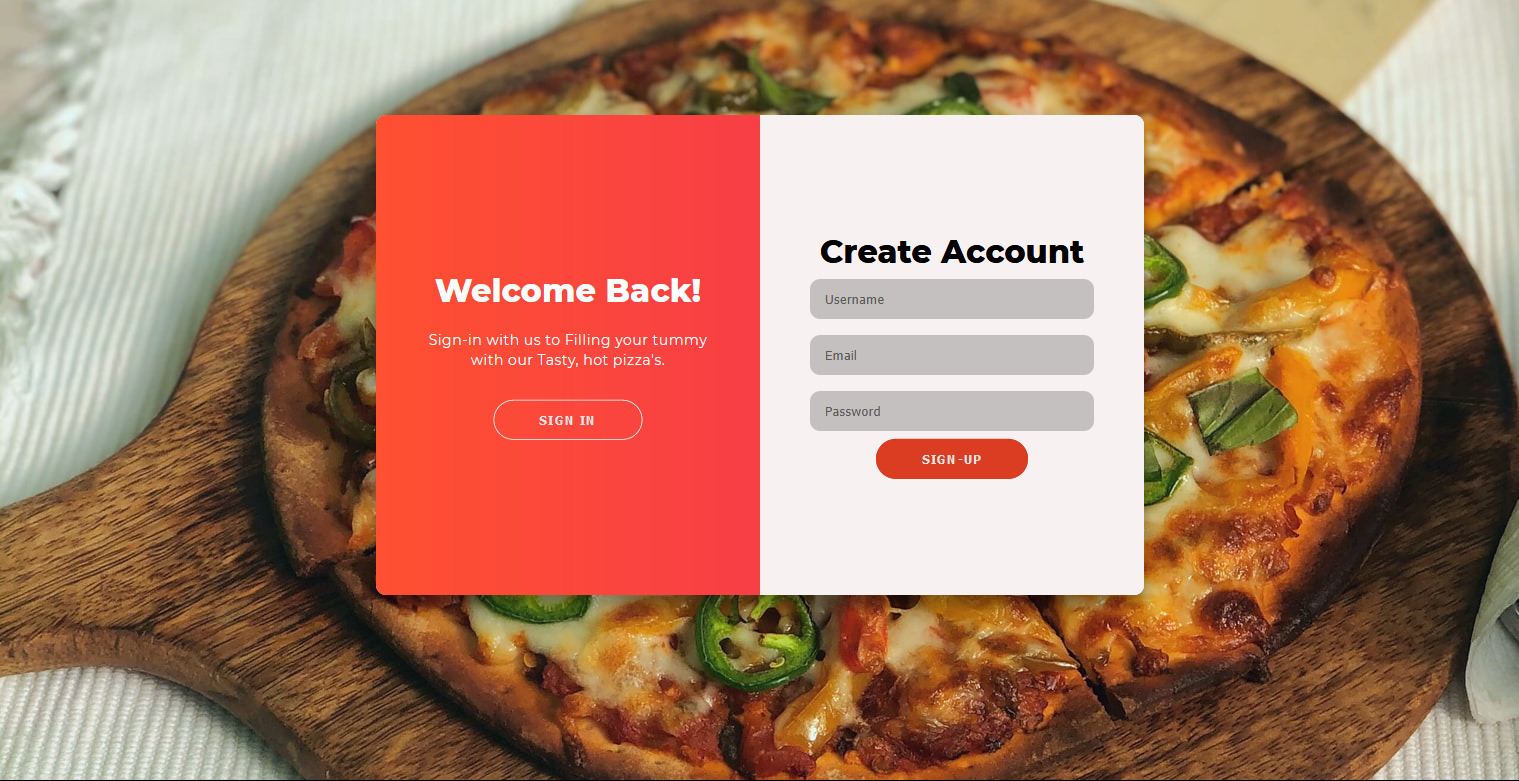 Welcome Back!
Sign-in with us to Filling your tummy
with our Tasty, hot pizza's.
SIGN IN
Create Account
Username
Email
Password
SIGN-UP